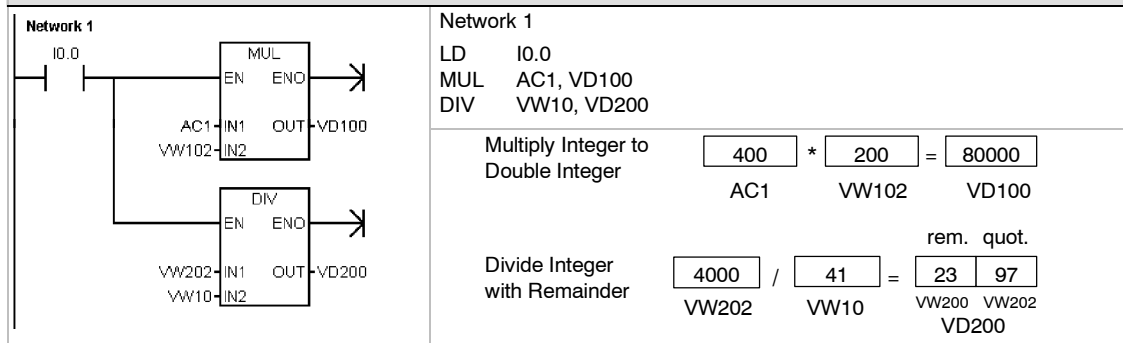 Network 1
I0.0
MUL
EN ENO
AC1 IN1 OUT VD100
VW102 IN2
DIV
EN ENO
VW202 IN1 OUT VD200
VW10 IN2
Network 1
LD I0.0
MUL AC1, VD100
DIV VW10, VD200
Multiply Integer to
Double Integer
400 * 200 = 80000
AC1 VW102 VD100
rem. quot.
Divide Integer
with Remainder
4000 / 41 = 23 97
VW202 VW10 VW200 VW202
VD200